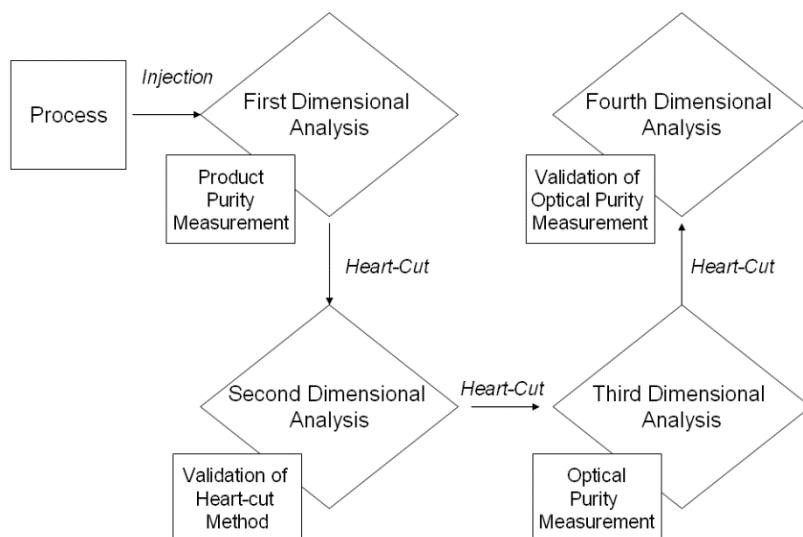 Process
Injection
First Dimensional
Analysis
Product
Purity
Measurement
Heart-Cut
Second Dimensional
Analysis
Validation of
Heart-cut
Method
Heart-Cut
Third Dimensional
Analysis
Optical
Purity
Measurement
Heart-Cut
Fourth Dimensional
Analysis
Validation of
Optical Purity
Measurement